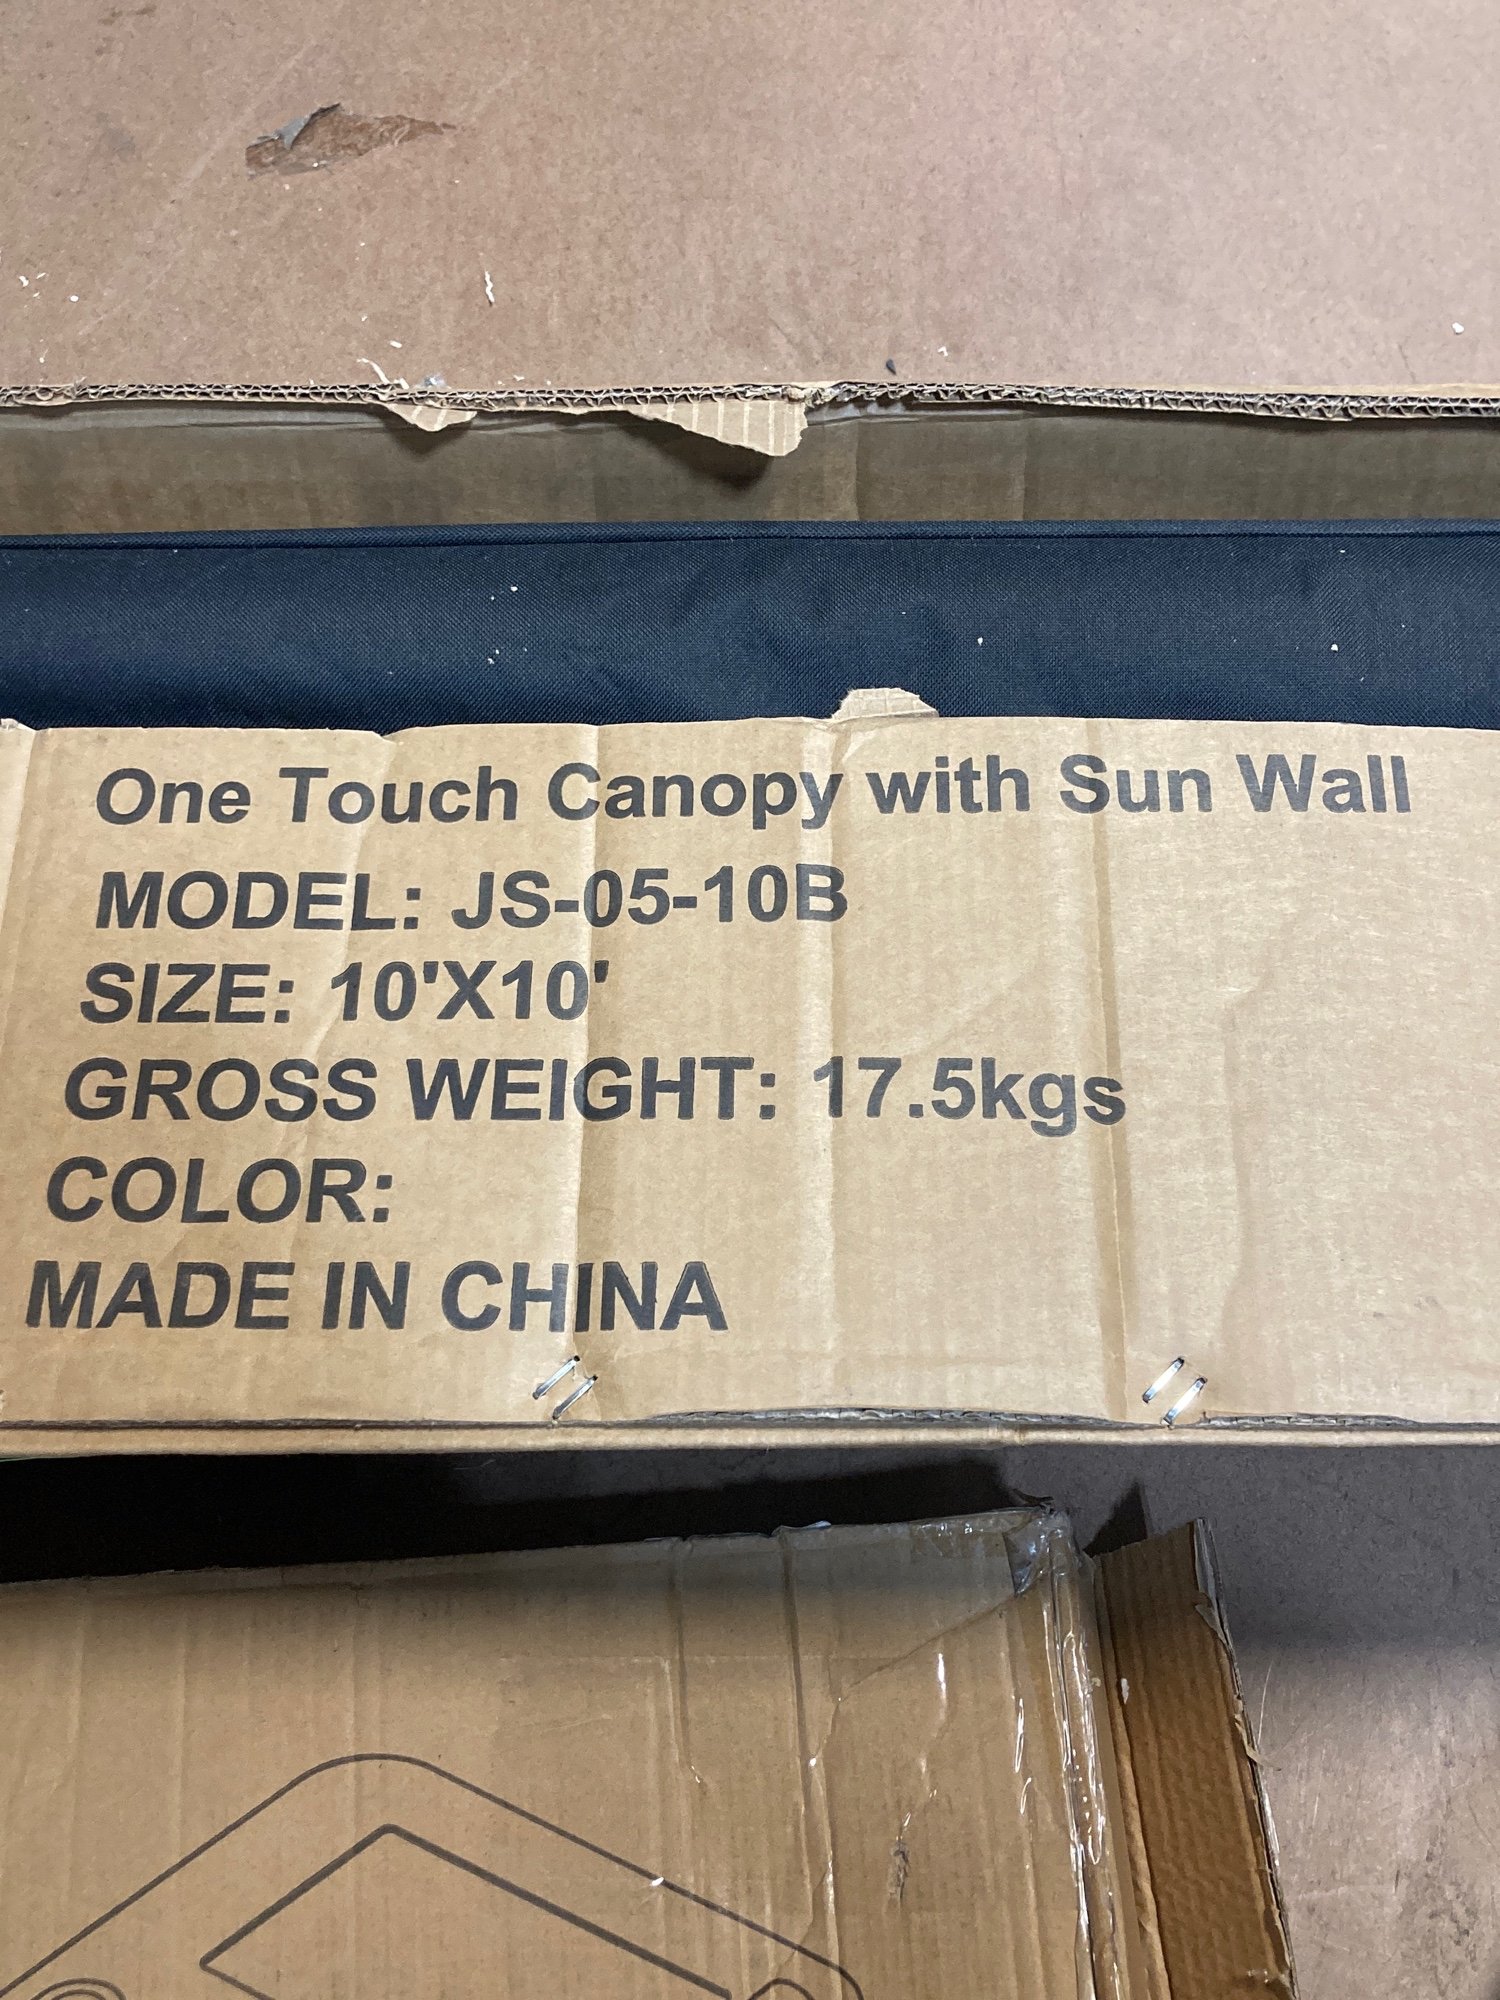 One Touch Canopy with Sun Wall
MODEL: JS-05-10B
SIZE: 10'X10'
GROSS WEIGHT: 17.5kgs
COLOR:
MADE IN CHINA